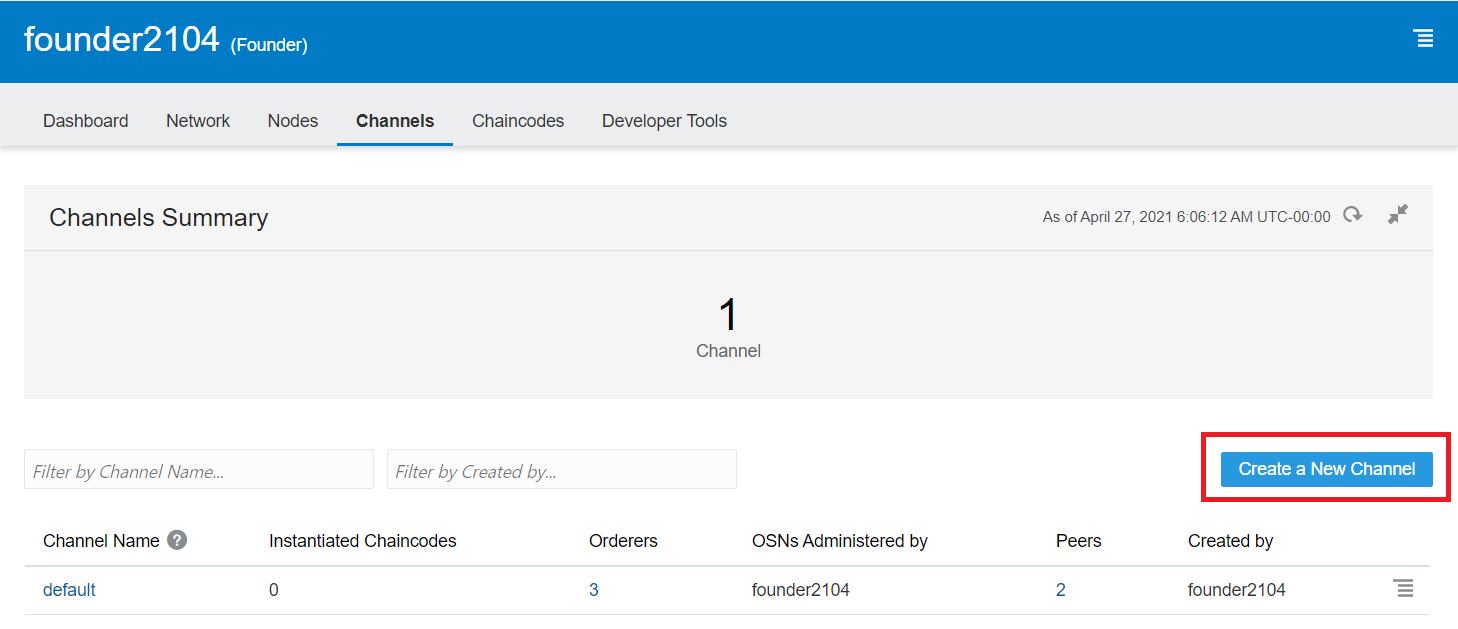 founder2104 (Founder)
Dashboard Network Nodes Channels Chaincodes Developer Tools
Channels Summary As of April 27, 2021 6:06:12 AM UTC-00:00
1
Channel
Filter by Channel Name... Filter by Created by... Create a New Channel
Channel Name ? Instantiated Chaincodes Orderers OSNs Administered by Peers Created by
default 0 3 founder2104 2 founder2104